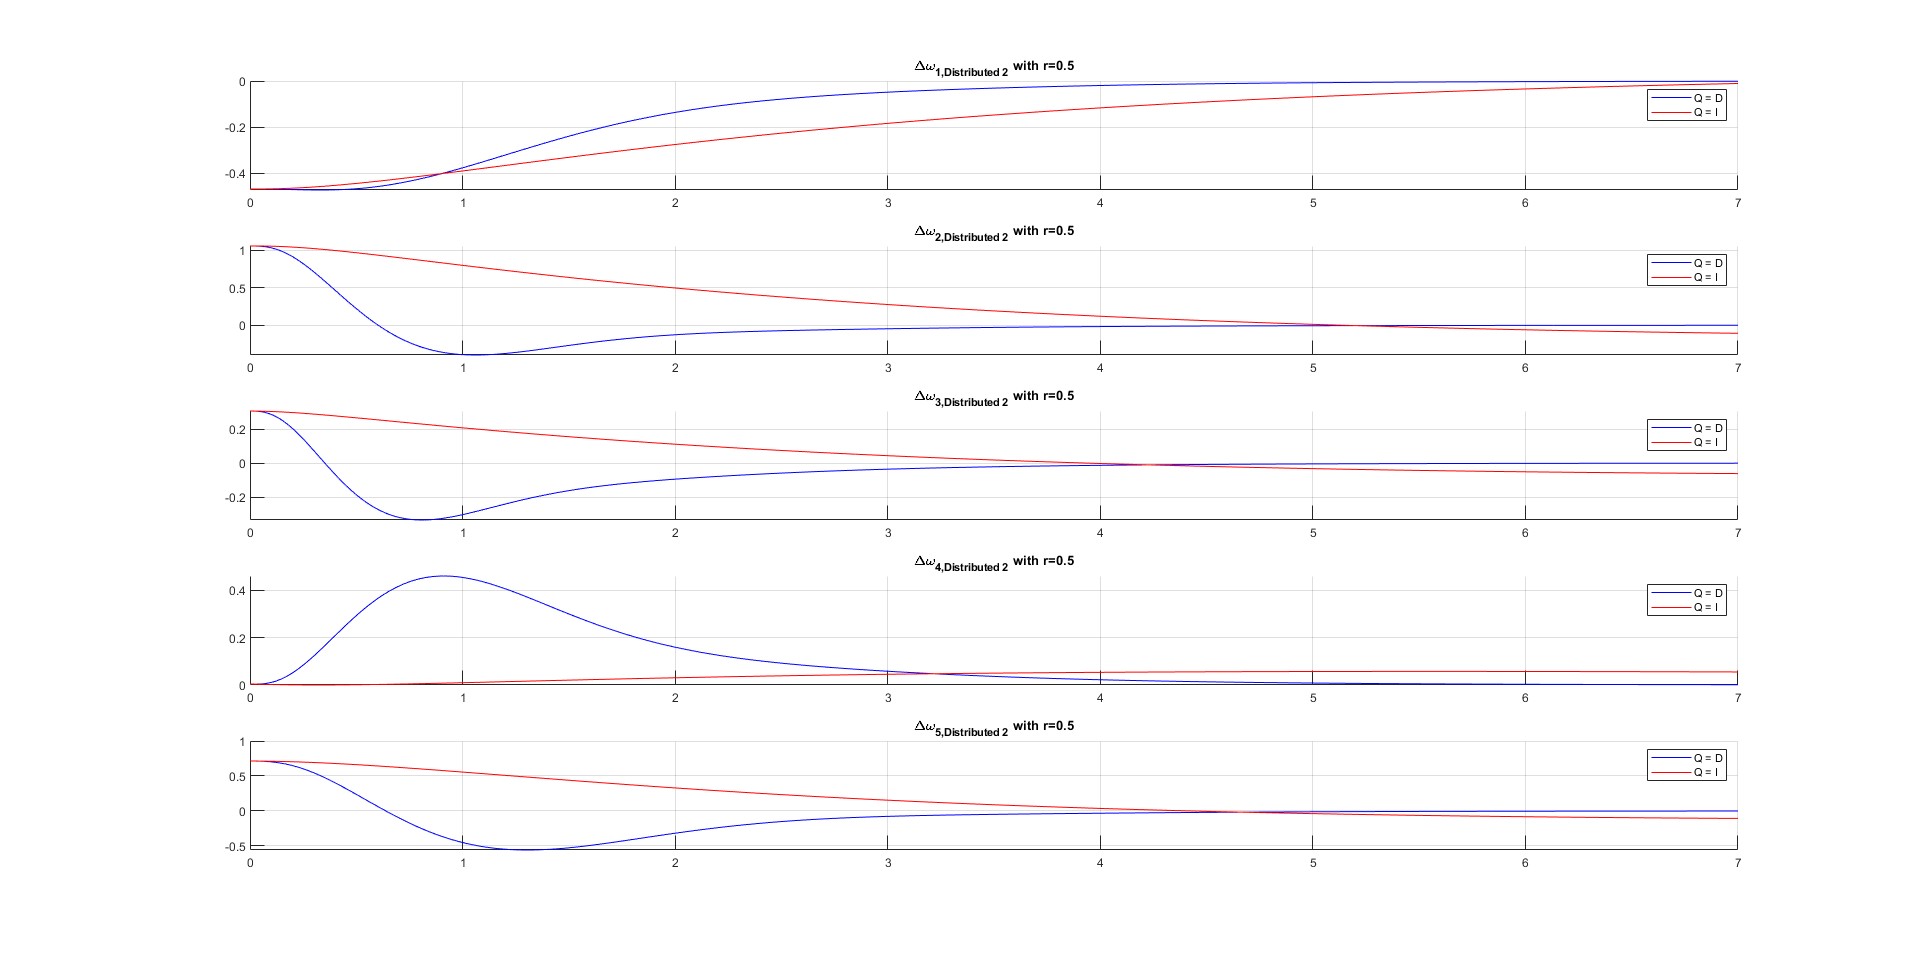 Δω1,Distributed 2 with r=0.5
0
-0.2
-0.4
Q = D
Q = I
0 1 2 3 4 5 6 7
Δω2,Distributed 2 with r=0.5
1
0.5
0
Q = D
Q = I
0 1 2 3 4 5 6 7
Δω3,Distributed 2 with r=0.5
0.2
0
-0.2
Q = D
Q = I
0 1 2 3 4 5 6 7
Δω4,Distributed 2 with r=0.5
0.4
0.2
0
Q = D
Q = I
0 1 2 3 4 5 6 7
Δω5,Distributed 2 with r=0.5
1
0.5
0
-0.5
Q = D
Q = I
0 1 2 3 4 5 6 7